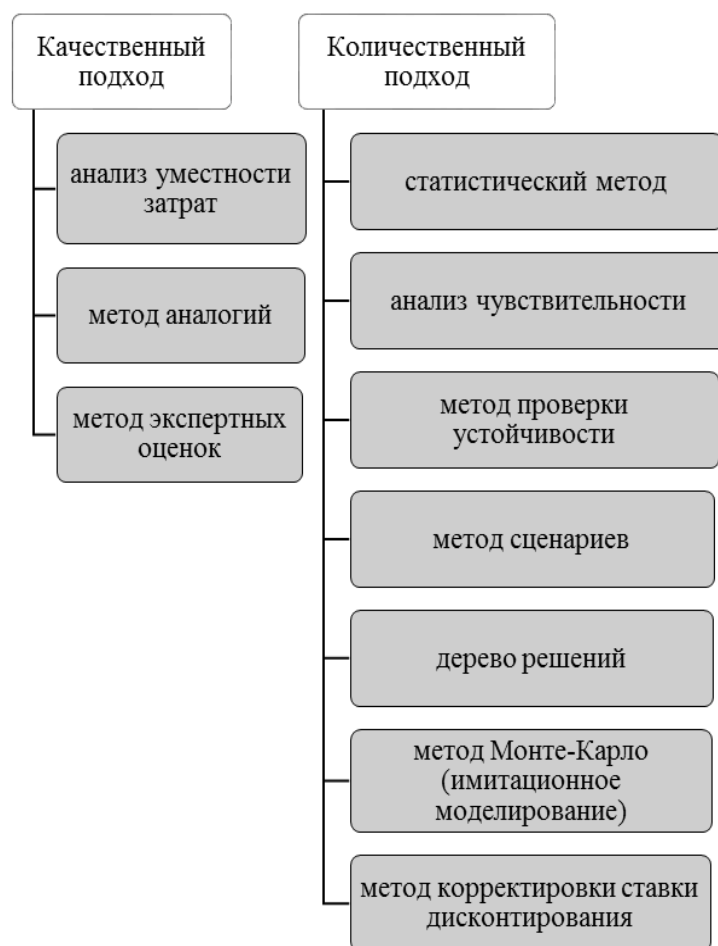 Качественный
подход
анализ уместности
затрат
метод аналогий
метод экспертных
оценок
Количественный
подход
статистический метод
анализ чувствительности
метод проверки
устойчивости
метод сценариев
дерево решений
метод Монте-Карло
(имитационное
моделирование)
метод корректировки ставки
дисконтирования